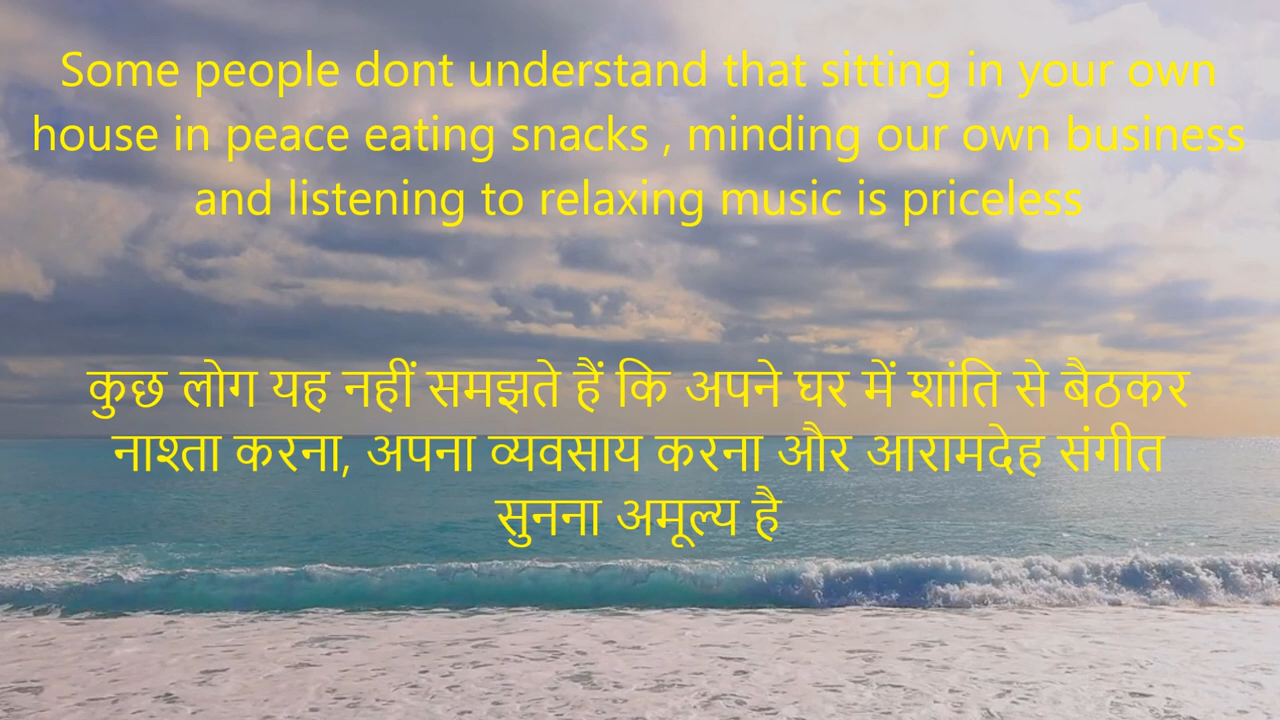 Some people dont understand that sitting in your own
house in peace eating snacks , minding our own business
and listening to relaxing music is priceless
कुछ लोग यह नहीं समझते हैं कि अपने घर में शांति से बैठकर
नाश्ता करना, अपना व्यवसाय करना और आरामदेह संगीत
सुनना अमूल्य है